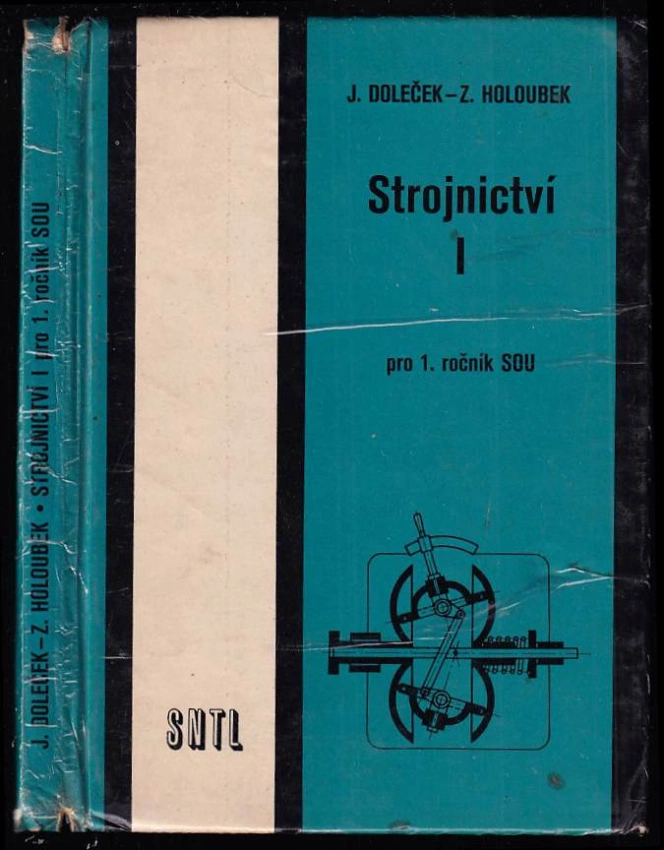 J. DOLEČEK–Z. HOLOUBEK
Strojnictví
I
pro 1. ročník SOU
SNTL
J. DOLEČEK–Z. HOLOUBEK • STROJNICTVÍ I pro 1. ročník SOU